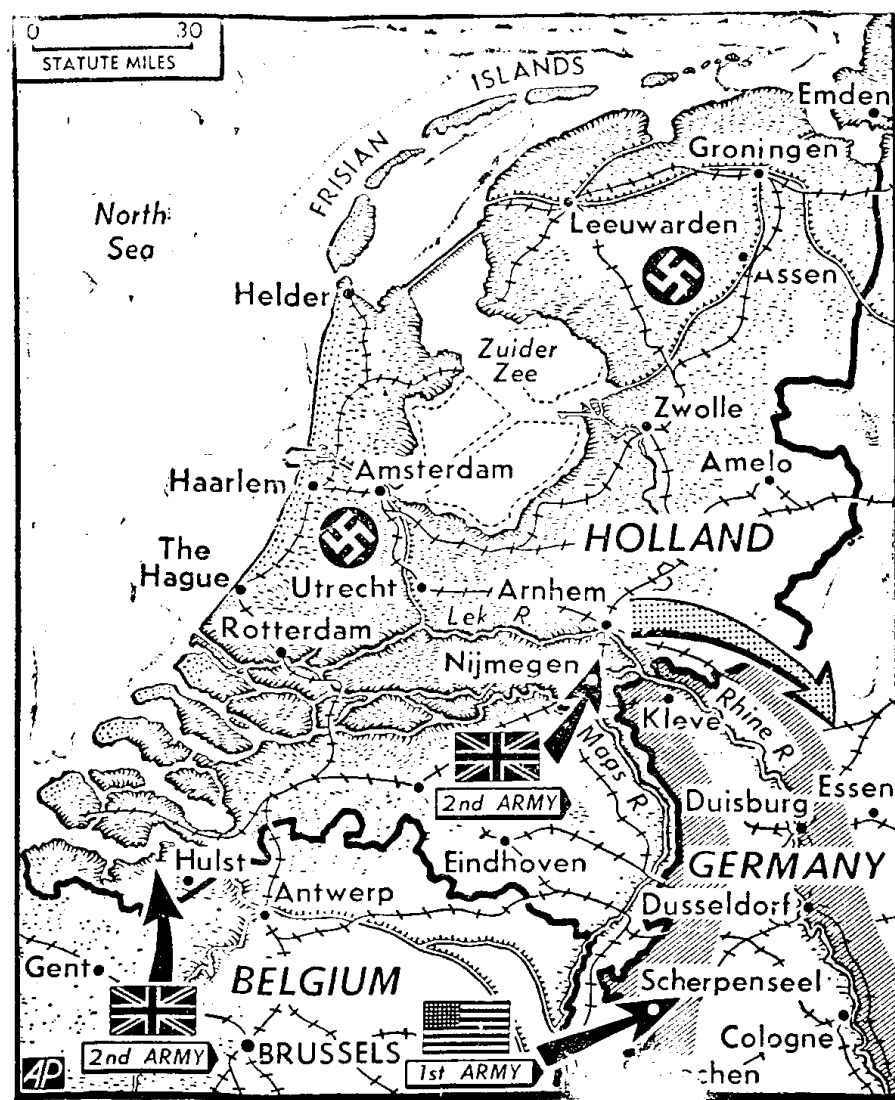 0 30
STATUTE MILES
FRISIAN ISLANDS
Emden
Groningen
North
Sea
Leeuwarden
Assen
Helder
Zuider
Zee
Zwolle
Amelo
Haarlem
Amsterdam
HOLLAND
The
Hague
Utrecht
Arnhem
Lek R
Rotterdam
Nijmegen
Kleve
Rhine R
Maas R
2nd ARMY
Duisburg
Essen
Hulst
Eindhoven
GERMANY
Antwerp
Dusseldorf
Gent
BELGIUM
Scherpenseel
2nd ARMY
BRUSSELS
1st ARMY
Cologne
chen
AP